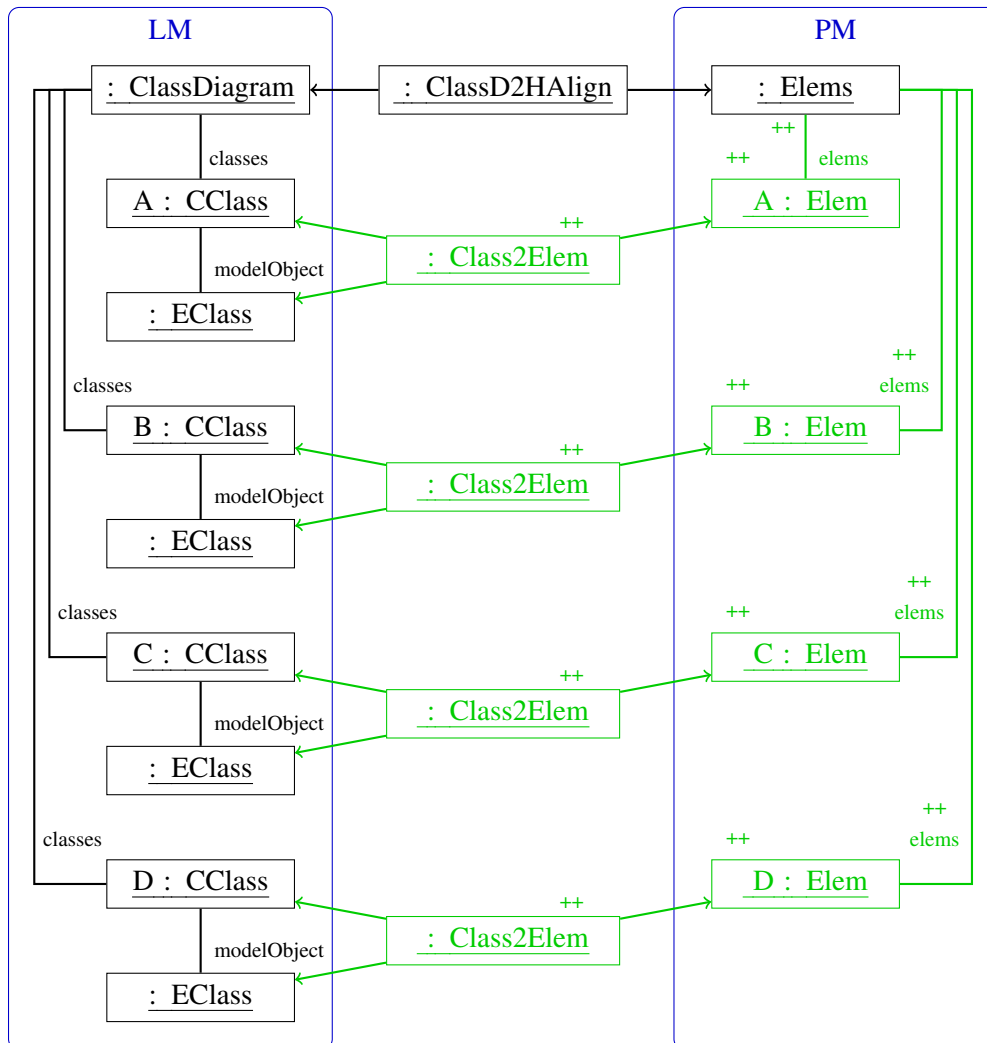 LM PM
: ClassDiagram : ClassD2HAlign : Elems
++
classes ++ elems
A : CClass A : Elem
++
: Class2Elem
modelObject
: EClass
++
classes ++ elems
B : CClass B : Elem
++
: Class2Elem
modelObject
: EClass
++
classes ++ elems
C : CClass C : Elem
++
: Class2Elem
modelObject
: EClass
++
classes ++ elems
D : CClass D : Elem
++
: Class2Elem
modelObject
: EClass